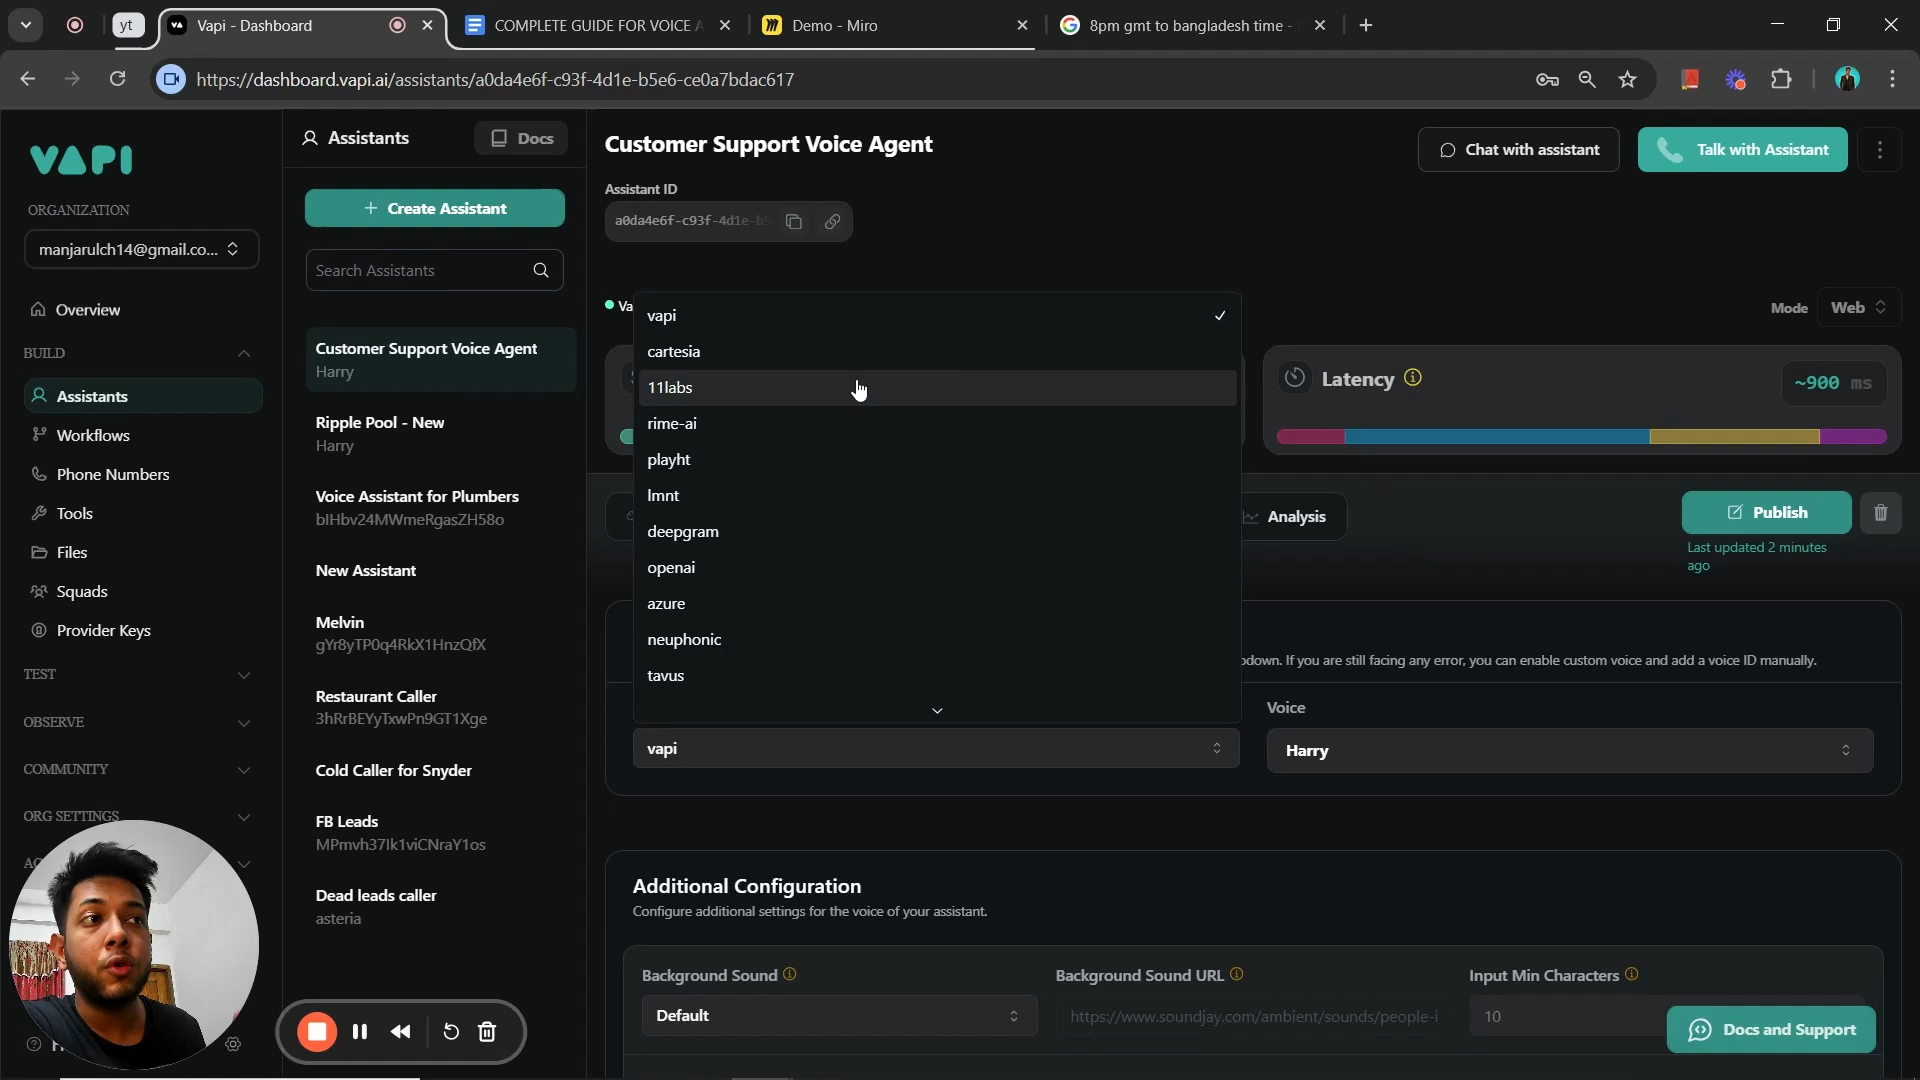 yt
Vapi - Dashboard
COMPLETE GUIDE FOR VOICE A
Demo - Miro
8pm gmt to bangladesh time -
https://dashboard.vapi.ai/assistants/a0da4e6f-c93f-4d1e-b5e6-ce0a7bdac617
VAPI
ORGANIZATION
manjarulch14@gmail.co...
Overview
BUILD
Assistants
Workflows
Phone Numbers
Tools
Files
Squads
Provider Keys
TEST
OBSERVE
COMMUNITY
ORG SETTINGS
Assistants
Docs
+ Create Assistant
Search Assistants
Customer Support Voice Agent
Harry
Ripple Pool - New
Harry
Voice Assistant for Plumbers
bIHbv24MWmeRgasZH58o
New Assistant
Melvin
gYr8yTP0q4RkX1HnzQfX
Restaurant Caller
3hRrBEYyTxwPn9GT1Xge
Cold Caller for Snyder
FB Leads
MPmvh37Ik1viCNraY1os
Dead leads caller
asteria
Customer Support Voice Agent
Chat with assistant
Talk with Assistant
Assistant ID
a0da4e6f-c93f-4d1e-b5
Va
Mode
Web
vapi
cartesia
11labs
rime-ai
playht
lmnt
deepgram
openai
azure
neuphonic
tavus
Latency
~900 ms
Analysis
Publish
Last updated 2 minutes
ago
down. If you are still facing any error, you can enable custom voice and add a voice ID manually.
Voice
vapi
Harry
Additional Configuration
Configure additional settings for the voice of your assistant.
Background Sound
Default
Background Sound URL
https://www.soundjay.com/ambient/sounds/people-i
Input Min Characters
10
Docs and Support